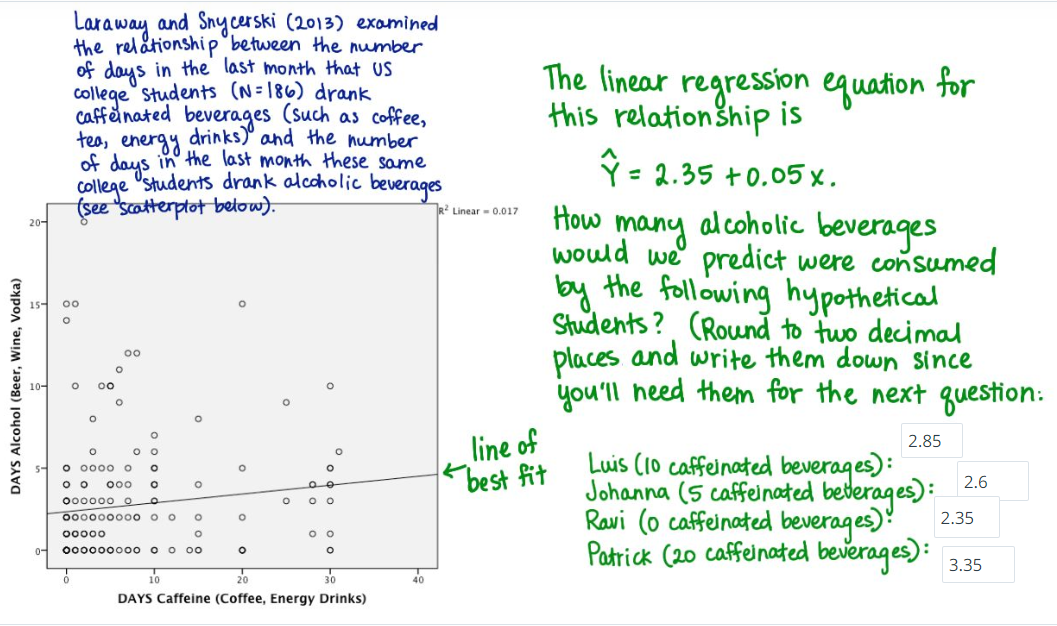 Laraway and Snycerski (2013) examined
the relationship between the number
of days in the last month that US
college students (N=186) drank
caffeinated beverages (such as coffee,
tea, energy drinks) and the number
of days in the last month these same
college students drank alcoholic beverages
(see scatterplot below).
R² Linear = 0.017
20
15
10
5
0
DAYS Alcohol (Beer, Wine, Vodka)
0 10 20 30 40
DAYS Caffeine (Coffee, Energy Drinks)
line of
best fit
The linear regression equation for
this relationship is
Ŷ = 2.35 + 0.05x.
How many alcoholic beverages
would we predict were consumed
by the following hypothetical
Students? (Round to two decimal
places and write them down since
you'll need them for the next question:
Luis (10 caffeinated beverages): 2.85
Johanna (5 caffeinated beverages): 2.6
Ravi (0 caffeinated beverages): 2.35
Patrick (20 caffeinated beverages): 3.35